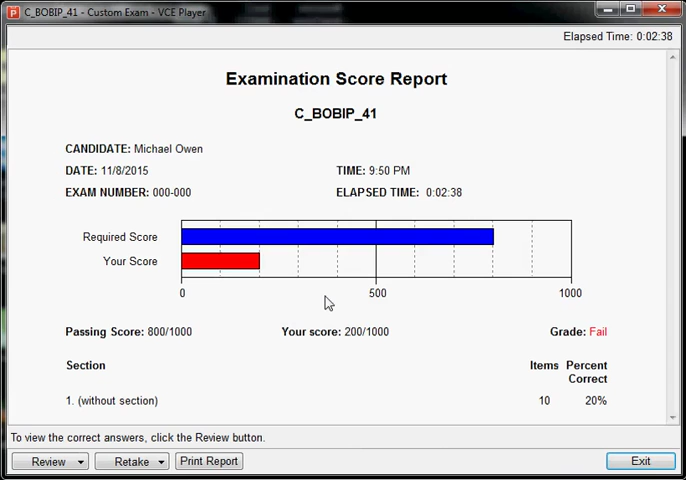 C_BOBIP_41 - Custom Exam - VCE Player
Elapsed Time: 0:02:38
Examination Score Report
C_BOBIP_41
CANDIDATE: Michael Owen
DATE: 11/8/2015 TIME: 9:50 PM
EXAM NUMBER: 000-000 ELAPSED TIME: 0:02:38
Required Score
Your Score
0 500 1000
Passing Score: 800/1000 Your score: 200/1000 Grade: Fail
Section Items Percent
Correct
1. (without section) 10 20%
To view the correct answers, click the Review button.
Review Retake Print Report Exit